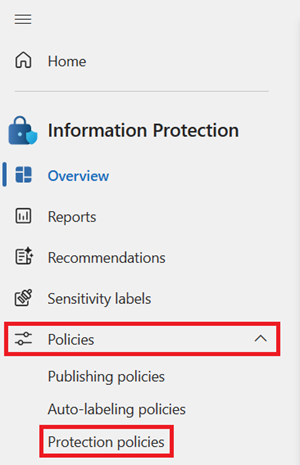 Home
Information Protection
Overview
Reports
Recommendations
Sensitivity labels
Policies
Publishing policies
Auto-labeling policies
Protection policies